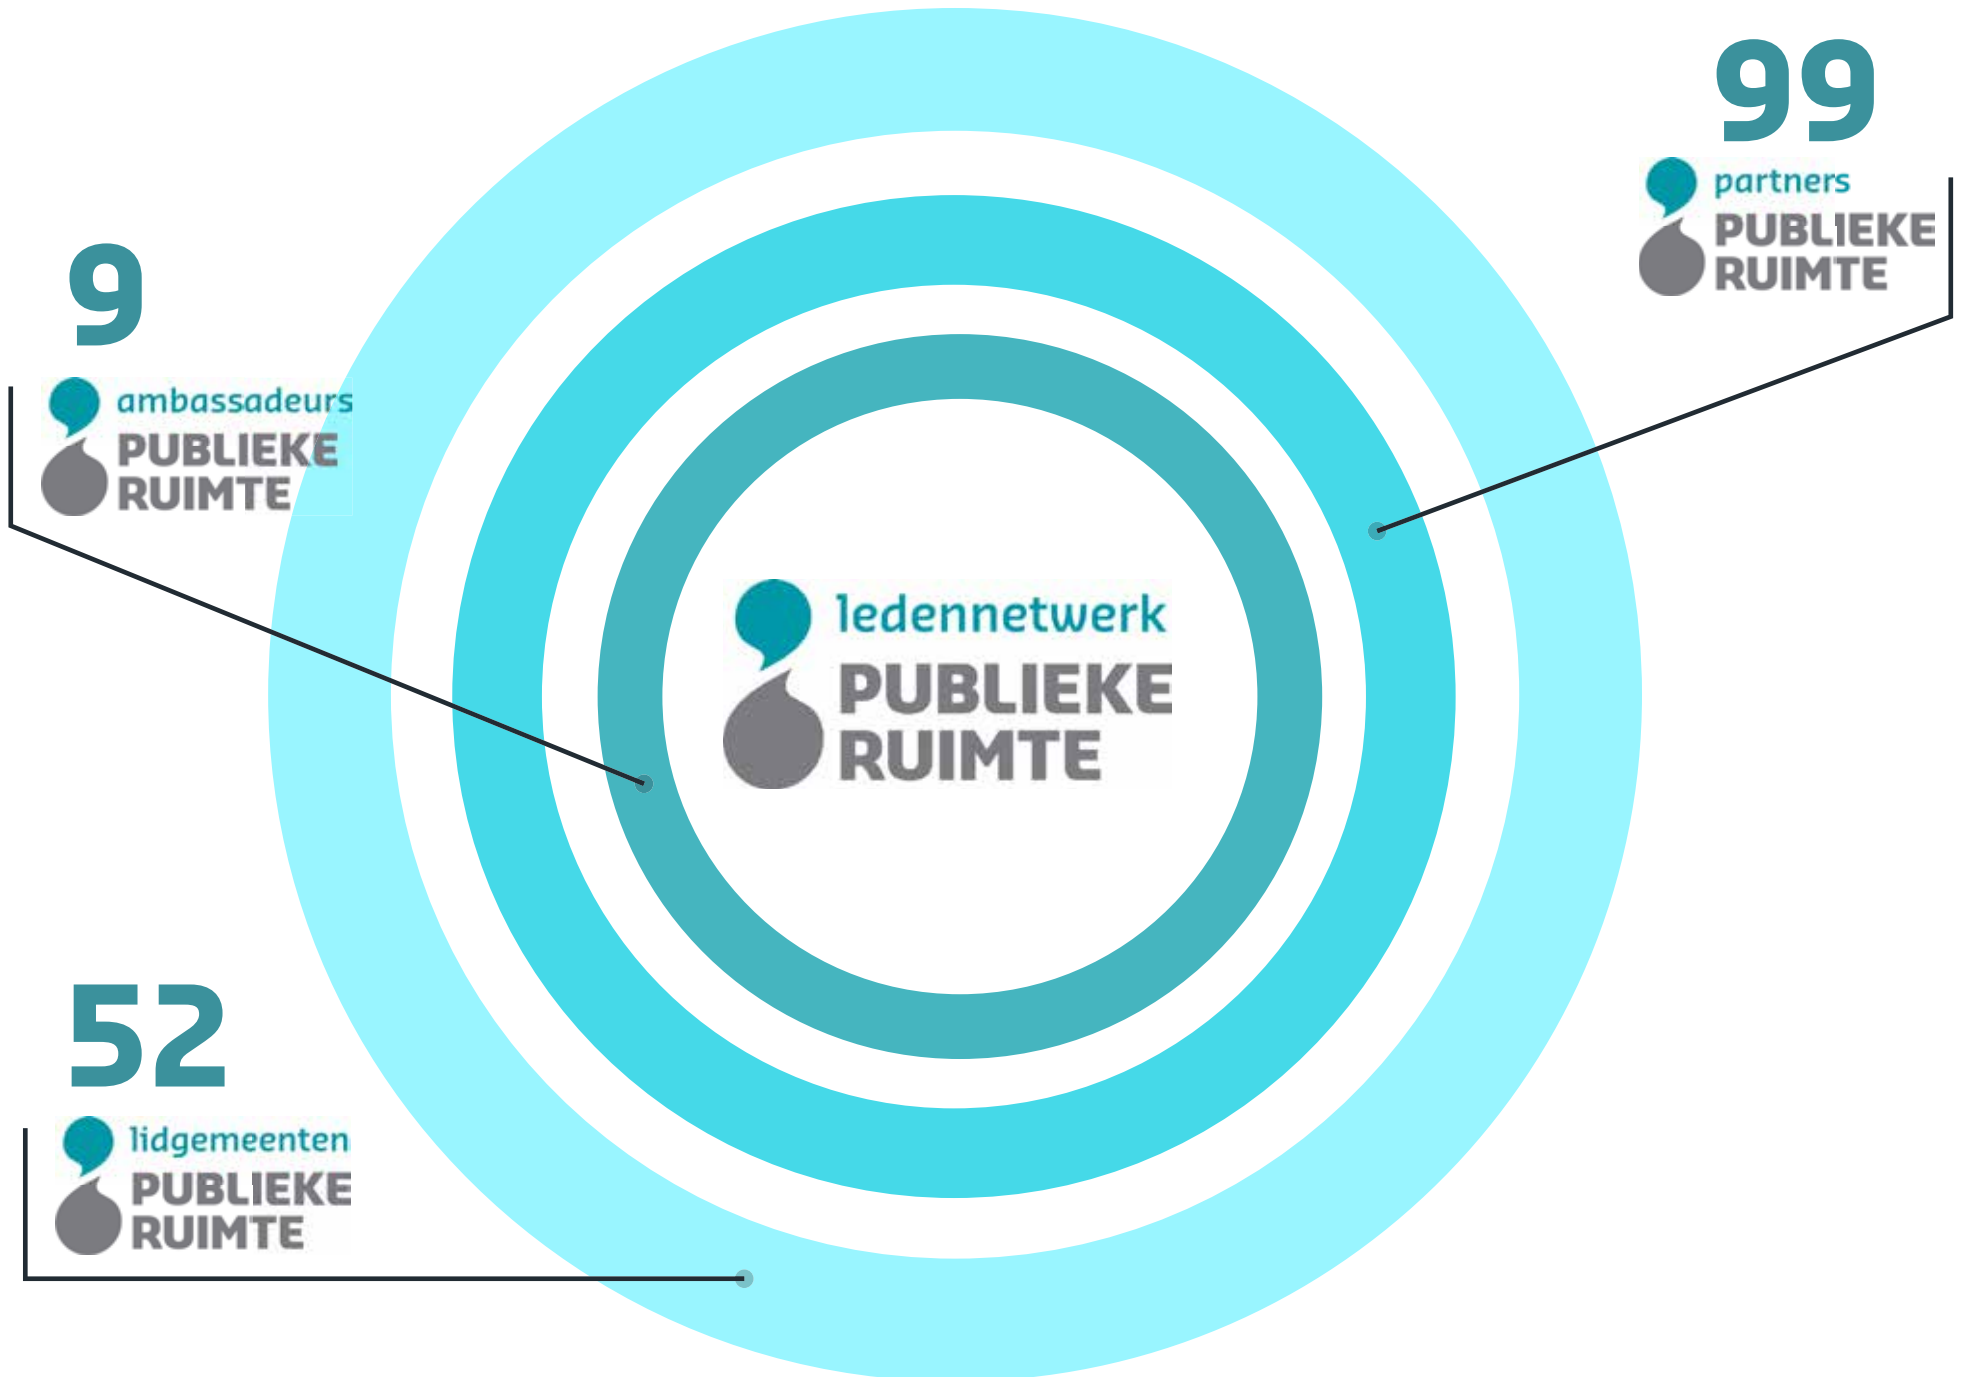 99
partners
PUBLIEKE
RUIMTE
9
ambassadeurs
PUBLIEKE
RUIMTE
ledennetwerk
PUBLIEKE
RUIMTE
52
lidgemeenten
PUBLIEKE
RUIMTE